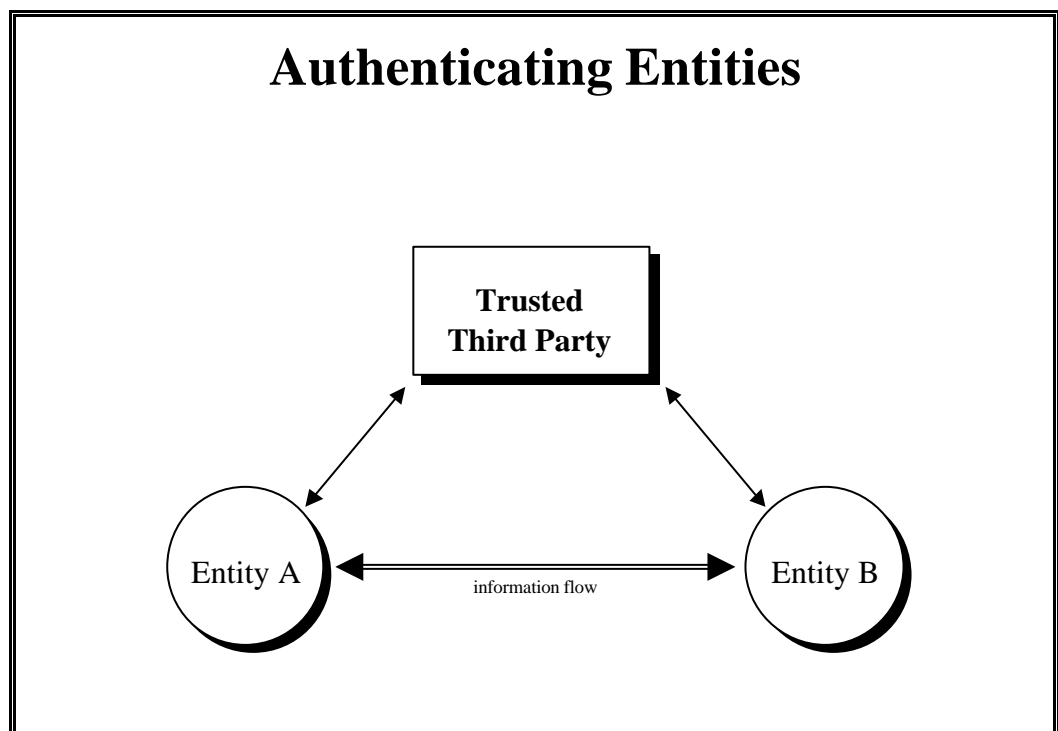 Authenticating Entities
Trusted
Third Party
Entity A
information flow
Entity B